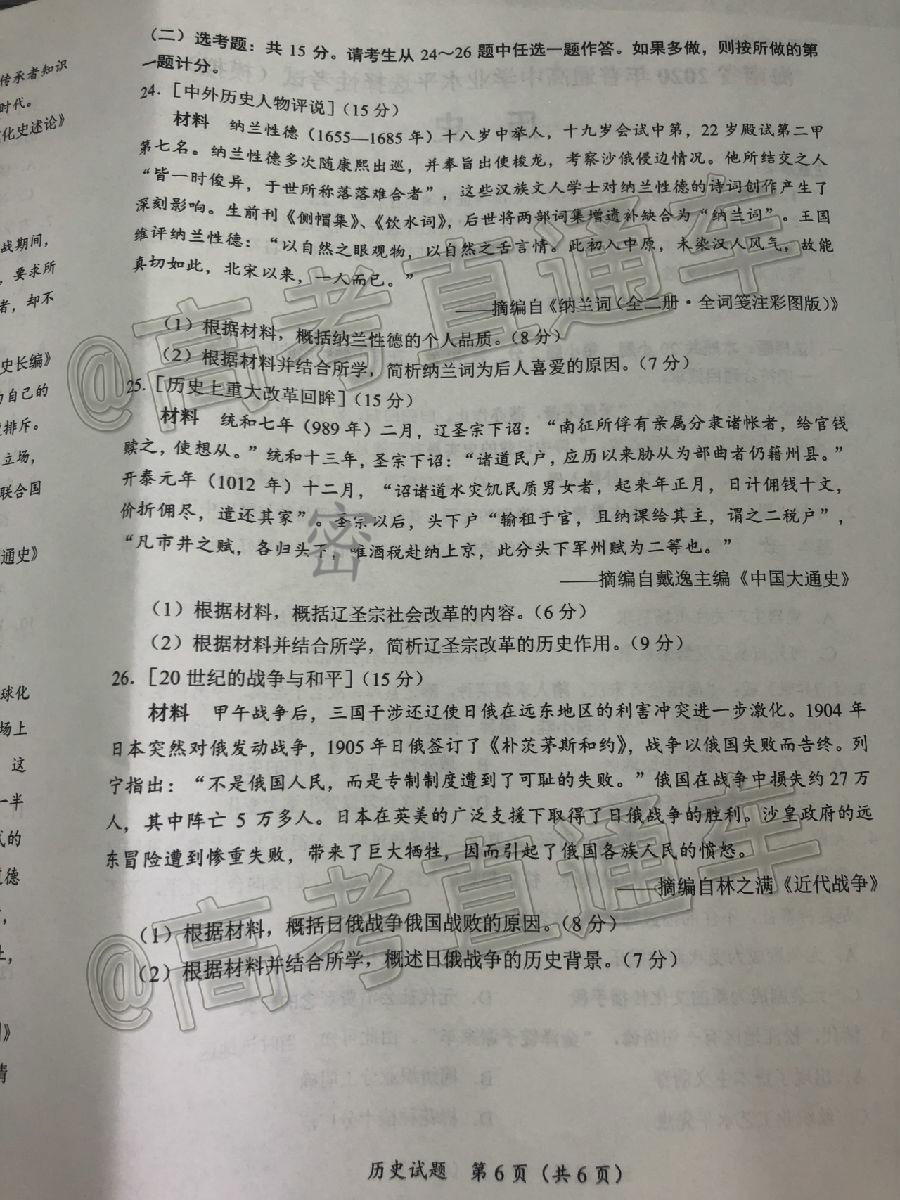 传承者知识
时代。
化史述论》
战期间，
，要求所
者，却不
史长编》
自己的
排斥。
立场，
联合国
通史》
球化
场上
这
一半
式的
道德
（二）选考题：共 15 分。请考生从 24～26 题中任选一题作答。如果多做，则按所做的第
一题计分。
24.［中外历史人物评说］（15 分）
材料 纳兰性德（1655—1685 年）十八岁中举人，十九岁会试中第，22 岁殿试第二甲
第七名。纳兰性德多次随康熙出巡，并奉旨出使梭龙，考察沙俄侵边情况。他所结交之人
“皆一时俊异，于世所称落落难合者”，这些汉族文人学士对纳兰性德的诗词创作产生了
深刻影响。生前刊《侧帽集》、《饮水词》，后世将两部词集增遗补缺合为“纳兰词”。王国
维评纳兰性德：“以自然之眼观物，以自然之舌言情。此初入中原，未染汉人风气，故能
真切如此，北宋以来，一人而已。”
——摘编自《纳兰词（全二册·全词笺注彩图版）》
（1）根据材料，概括纳兰性德的个人品质。（8 分）
（2）根据材料并结合所学，简析纳兰词为后人喜爱的原因。（7 分）
25.［历史上重大改革回眸］（15 分）
材料 统和七年（989 年）二月，辽圣宗下诏：“南征所俘有亲属分隶诸帐者，给官钱
赎之，使想从。”统和十三年，圣宗下诏：“诸道民户，应历以来胁从为部曲者仍籍州县。”
开泰元年（1012 年）十二月，“诏诸道水灾饥民质男女者，起来年正月，日计佣钱十文，
价折佣尽，遣还其家”。圣宗以后，头下户“输租于官，且纳课给其主，谓之二税户”，
“凡市井之赋，各归头下，唯酒税赴纳上京，此分头下军州赋为二等也。”
——摘编自戴逸主编《中国大通史》
（1）根据材料，概括辽圣宗社会改革的内容。（6 分）
（2）根据材料并结合所学，简析辽圣宗改革的历史作用。（9 分）
26.［20 世纪的战争与和平］（15 分）
材料 甲午战争后，三国干涉还辽使日俄在远东地区的利害冲突进一步激化。1904 年
日本突然对俄发动战争，1905 年日俄签订了《朴茨茅斯和约》，战争以俄国失败而告终。列
宁指出：“不是俄国人民，而是专制制度遭到了可耻的失败。”俄国在战争中损失约 27 万
人，其中阵亡 5 万多人。日本在英美的广泛支援下取得了日俄战争的胜利。沙皇政府的远
东冒险遭到惨重失败，带来了巨大牺牲，因而引起了俄国各族人民的愤怒。
——摘编自林之满《近代战争》
（1）根据材料，概括日俄战争俄国战败的原因。（8 分）
（2）根据材料并结合所学，概述日俄战争的历史背景。（7 分）
历史试题 第 6 页（共 6 页）
@高考直通车
密
@高考直通车